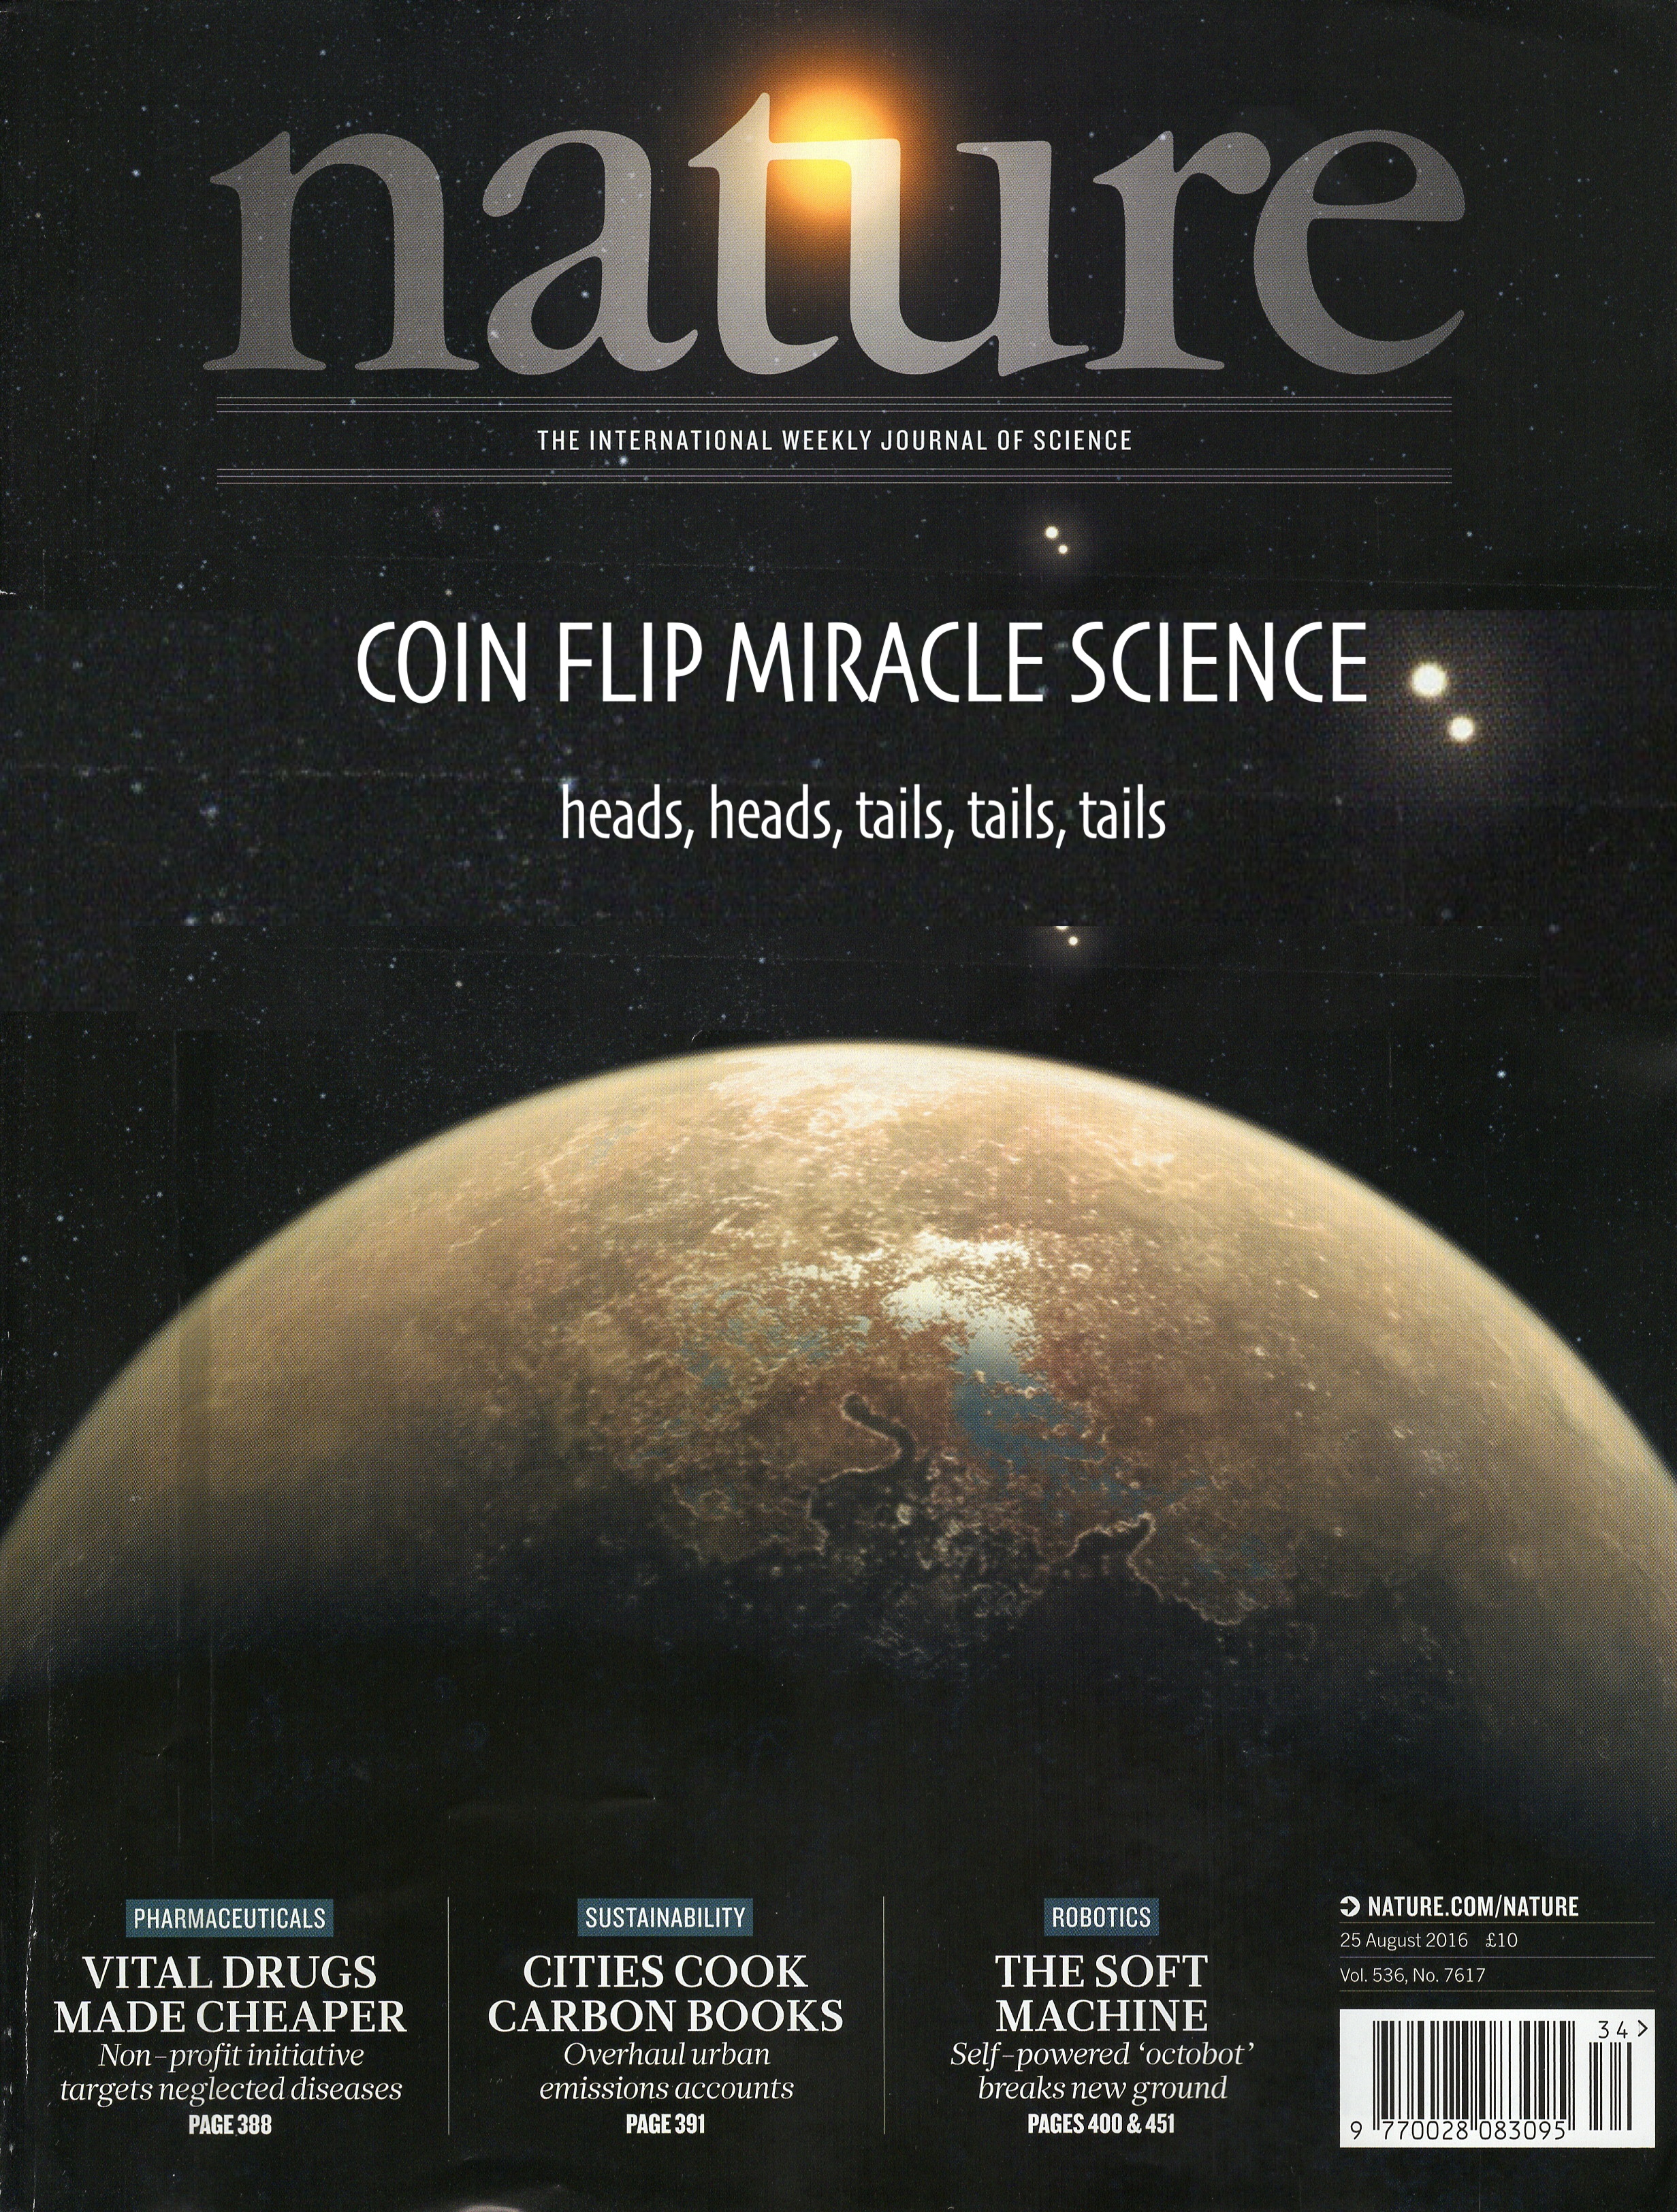 nature
THE INTERNATIONAL WEEKLY JOURNAL OF SCIENCE
COIN FLIP MIRACLE SCIENCE
heads, heads, tails, tails, tails
PHARMACEUTICALS
VITAL DRUGS
MADE CHEAPER
Non-profit initiative
targets neglected diseases
PAGE 388
SUSTAINABILITY
CITIES COOK
CARBON BOOKS
Overhaul urban
emissions accounts
PAGE 391
ROBOTICS
THE SOFT
MACHINE
Self-powered ‘octobot’
breaks new ground
PAGES 400 & 451
NATURE.COM/NATURE
25 August 2016 £10
Vol. 536, No. 7617
34>
9 770028 083095